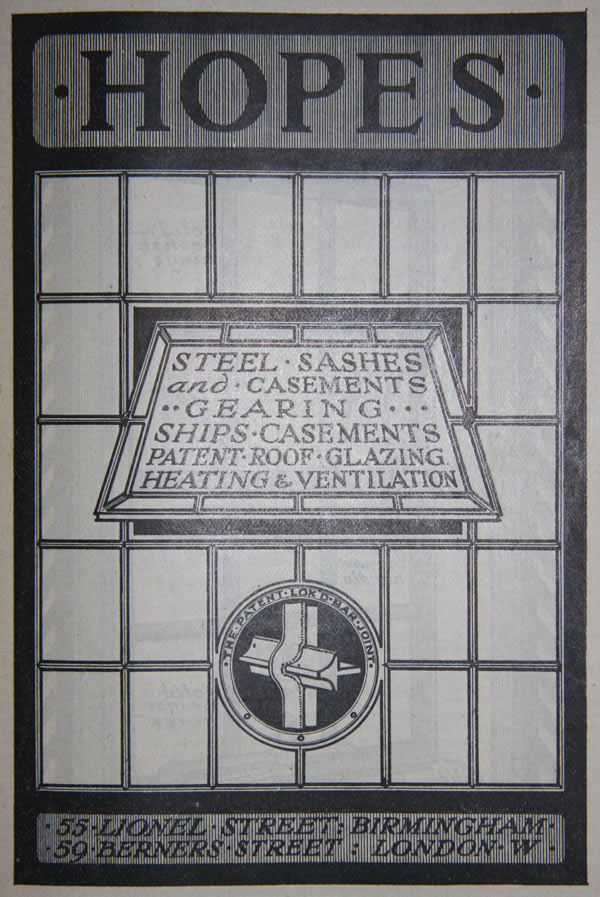 ·HOPES·
STEEL·SASHES
and·CASEMENTS
··GEARING···
SHIPS·CASEMENTS
PATENT·ROOF·GLAZING.
HEATING & VENTILATION
·THE·PATENT·LOK'D·BAR·JOINT·
·55·LIONEL·STREET:BIRMINGHAM·
·59·BERNERS·STREET: LONDON·W·